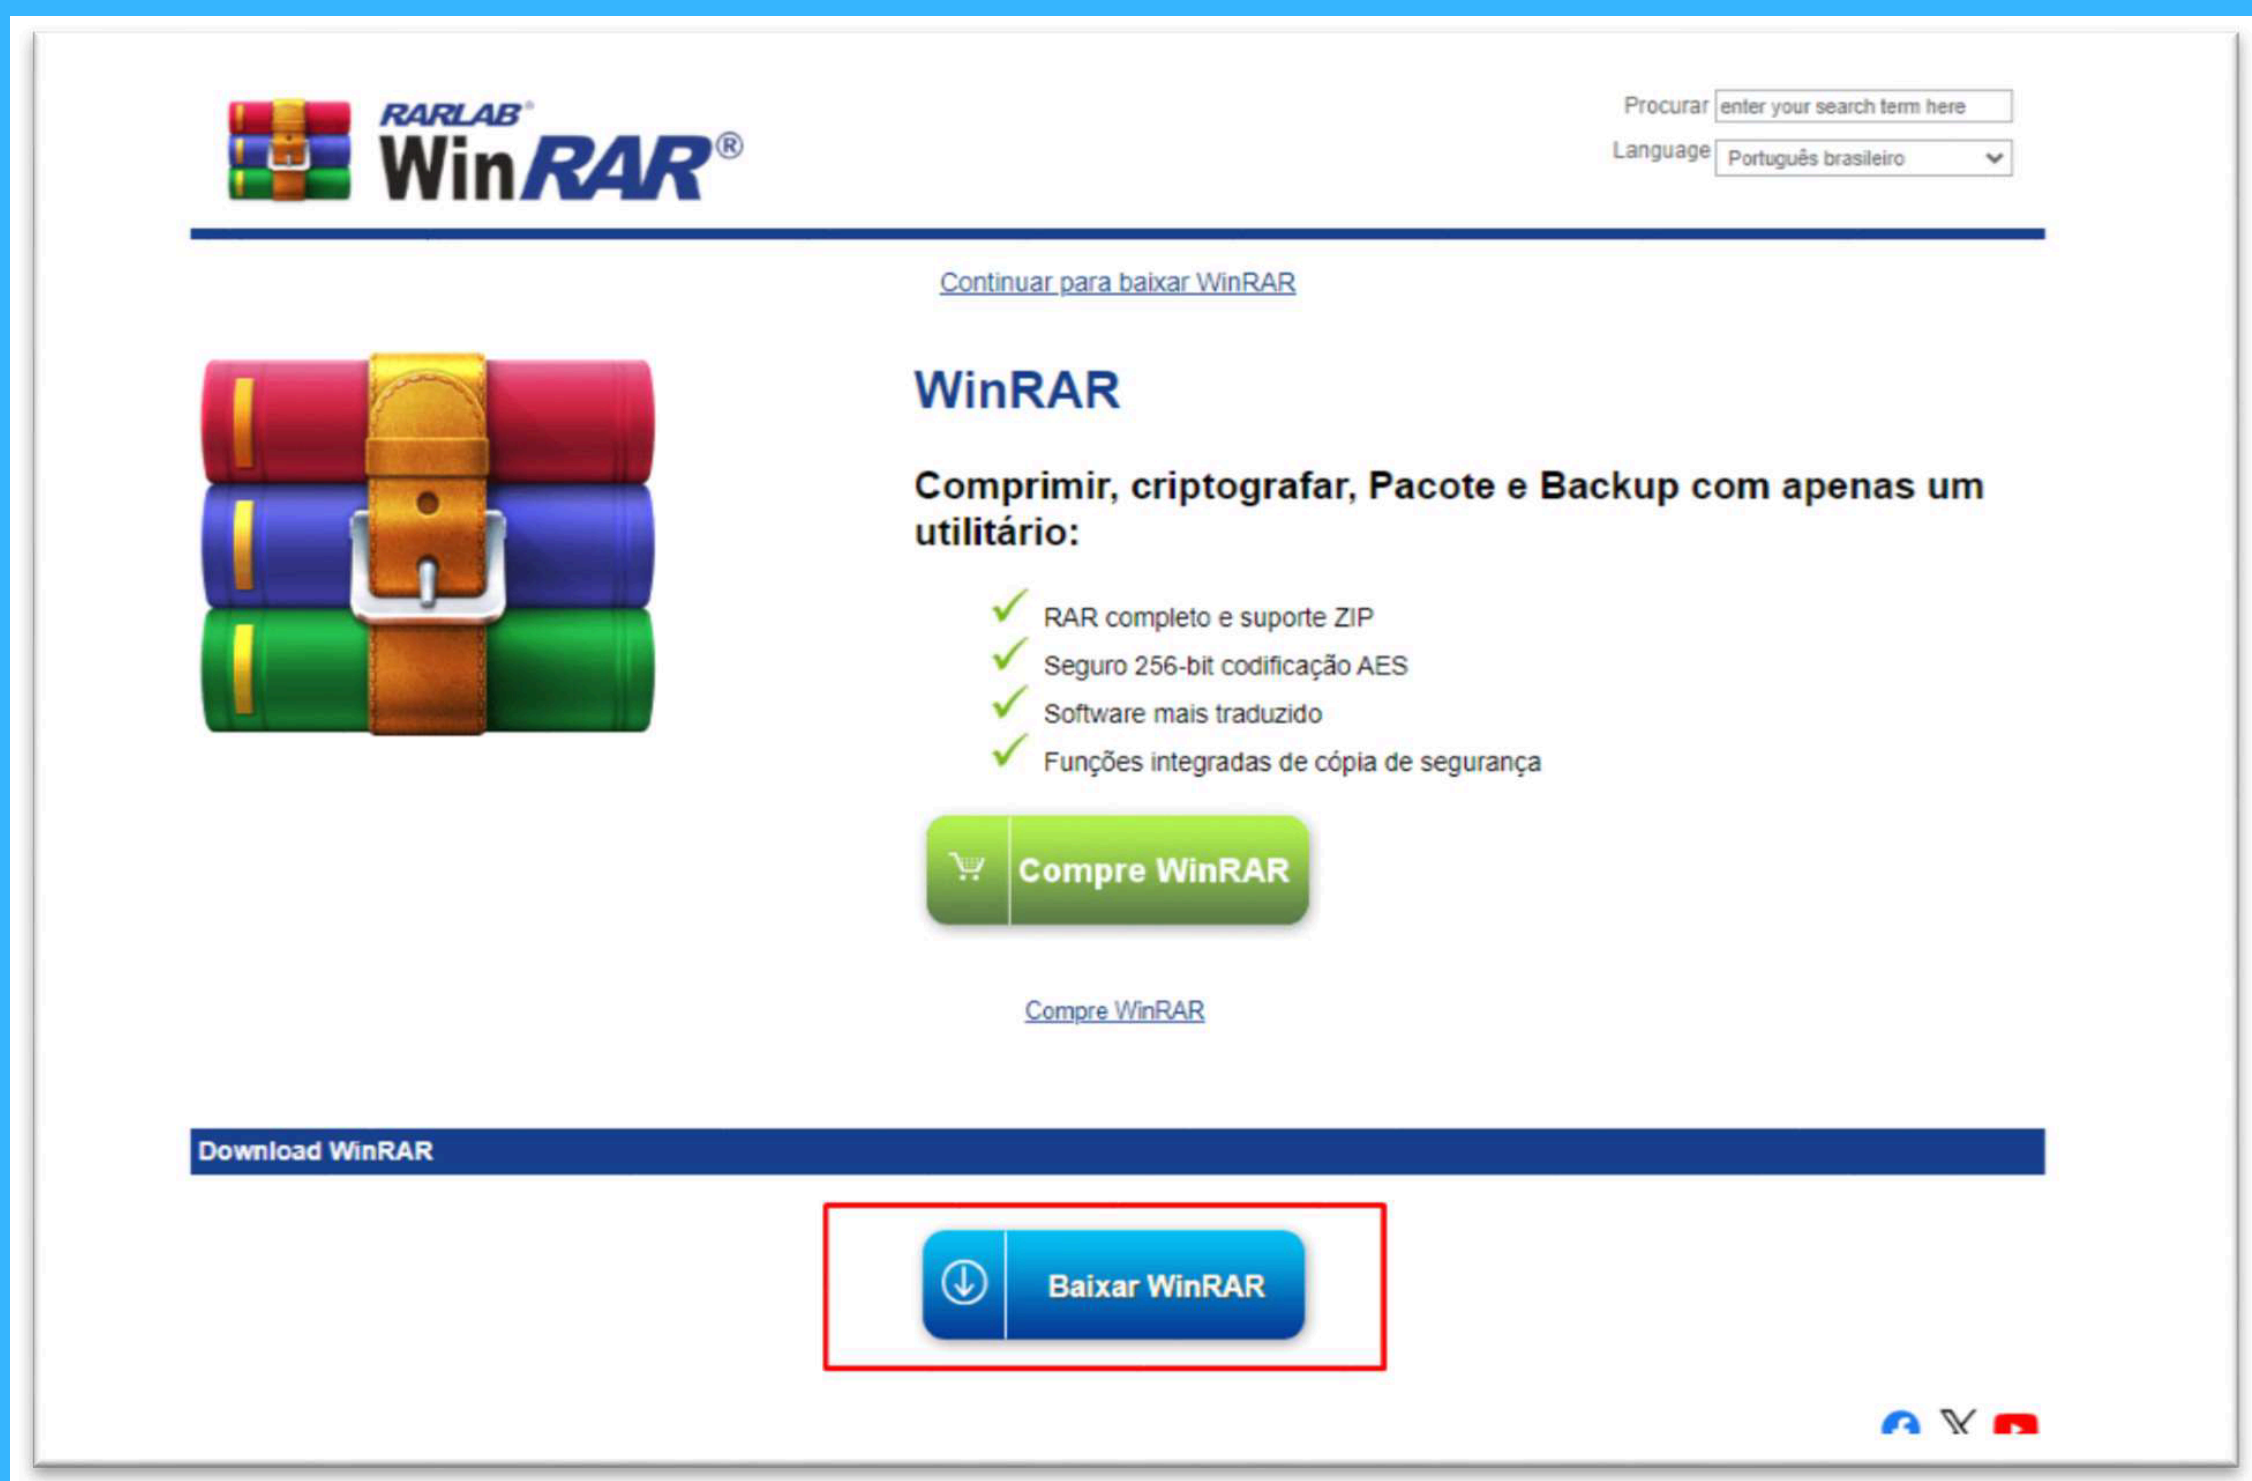 RARLAB®
WinRAR®
Procurar enter your search term here
Language Português brasileiro
Continuar para baixar WinRAR
WinRAR
Comprimir, criptografar, Pacote e Backup com apenas um
utilitário:
RAR completo e suporte ZIP
Seguro 256-bit codificação AES
Software mais traduzido
Funções integradas de cópia de segurança
Compre WinRAR
Compre WinRAR
Download WinRAR
Baixar WinRAR